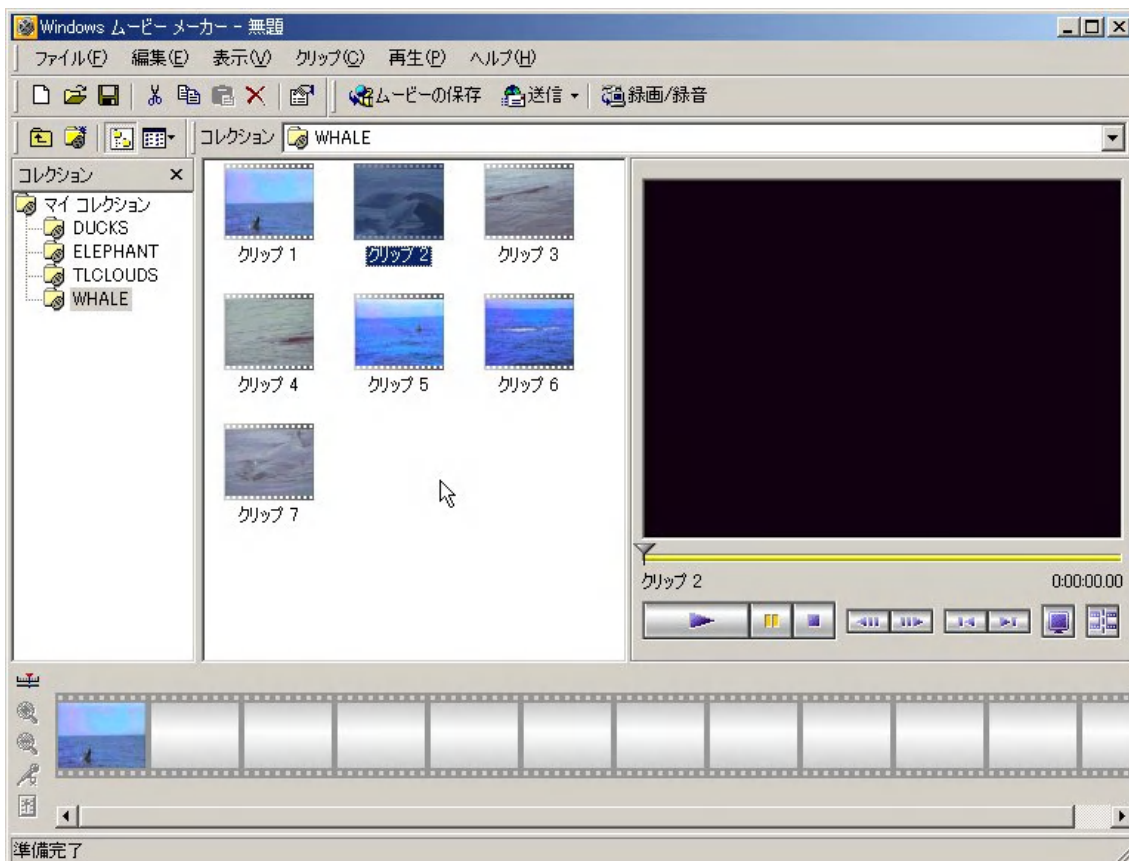 Windows ムービー メーカー - 無題
ファイル(F) 編集(E) 表示(V) クリップ(C) 再生(P) ヘルプ(H)
ムービーの保存 送信 録画/録音
コレクション WHALE
コレクション
マイ コレクション
DUCKS
ELEPHANT
TLCLOUDS
WHALE
クリップ 1 クリップ 2 クリップ 3
クリップ 4 クリップ 5 クリップ 6
クリップ 7
クリップ 2 0:00:00.00
準備完了